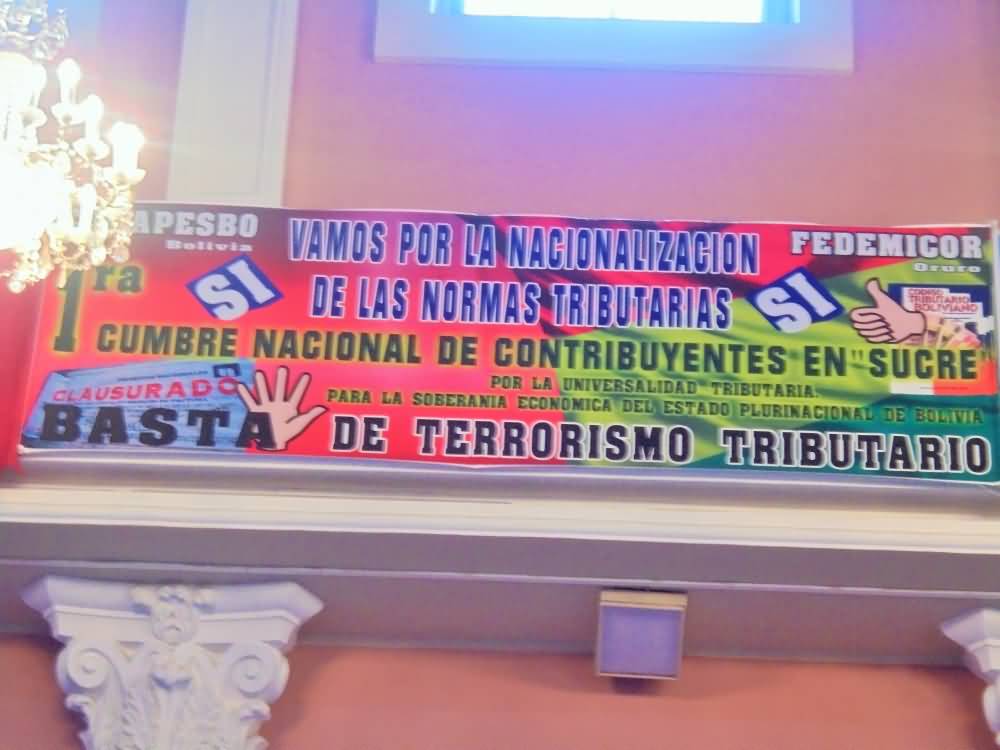 APESBO
Bolivia
VAMOS POR LA NACIONALIZACION
DE LAS NORMAS TRIBUTARIAS
FEDEMICOR
Oruro
SI
SI
CODIGO
TRIBUTARIO
BOLIVIANO
1ra
CUMBRE NACIONAL DE CONTRIBUYENTES EN "SUCRE"
POR LA UNIVERSALIDAD TRIBUTARIA.
PARA LA SOBERANIA ECONOMICA DEL ESTADO PLURINACIONAL DE BOLIVIA
CLAUSURADO
BASTA DE TERRORISMO TRIBUTARIO